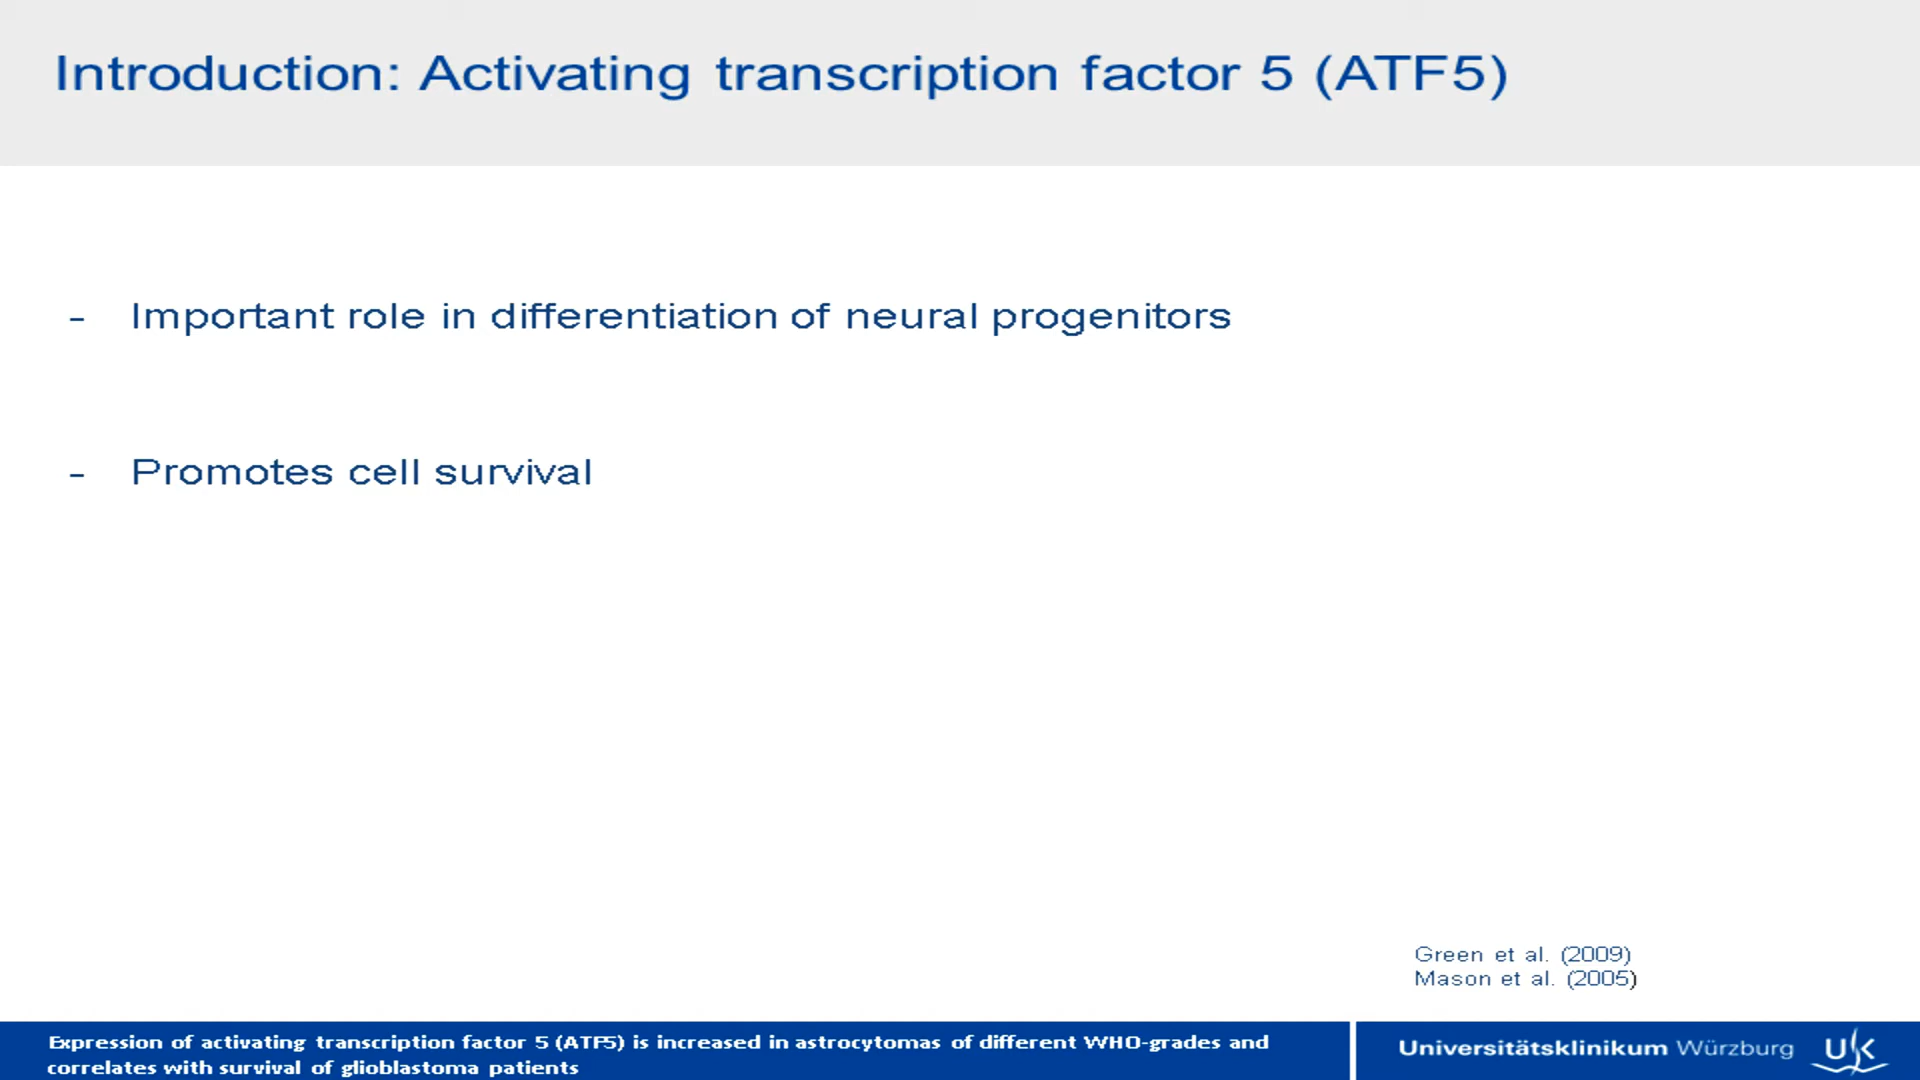 Introduction: Activating transcription factor 5 (ATF5)
- Important role in differentiation of neural progenitors
- Promotes cell survival
Green et al. (2009)
Mason et al. (2005)
Expression of activating transcription factor 5 (ATF5) is increased in astrocytomas of different WHO-grades and
correlates with survival of glioblastoma patients
Universitätsklinikum Würzburg
UK